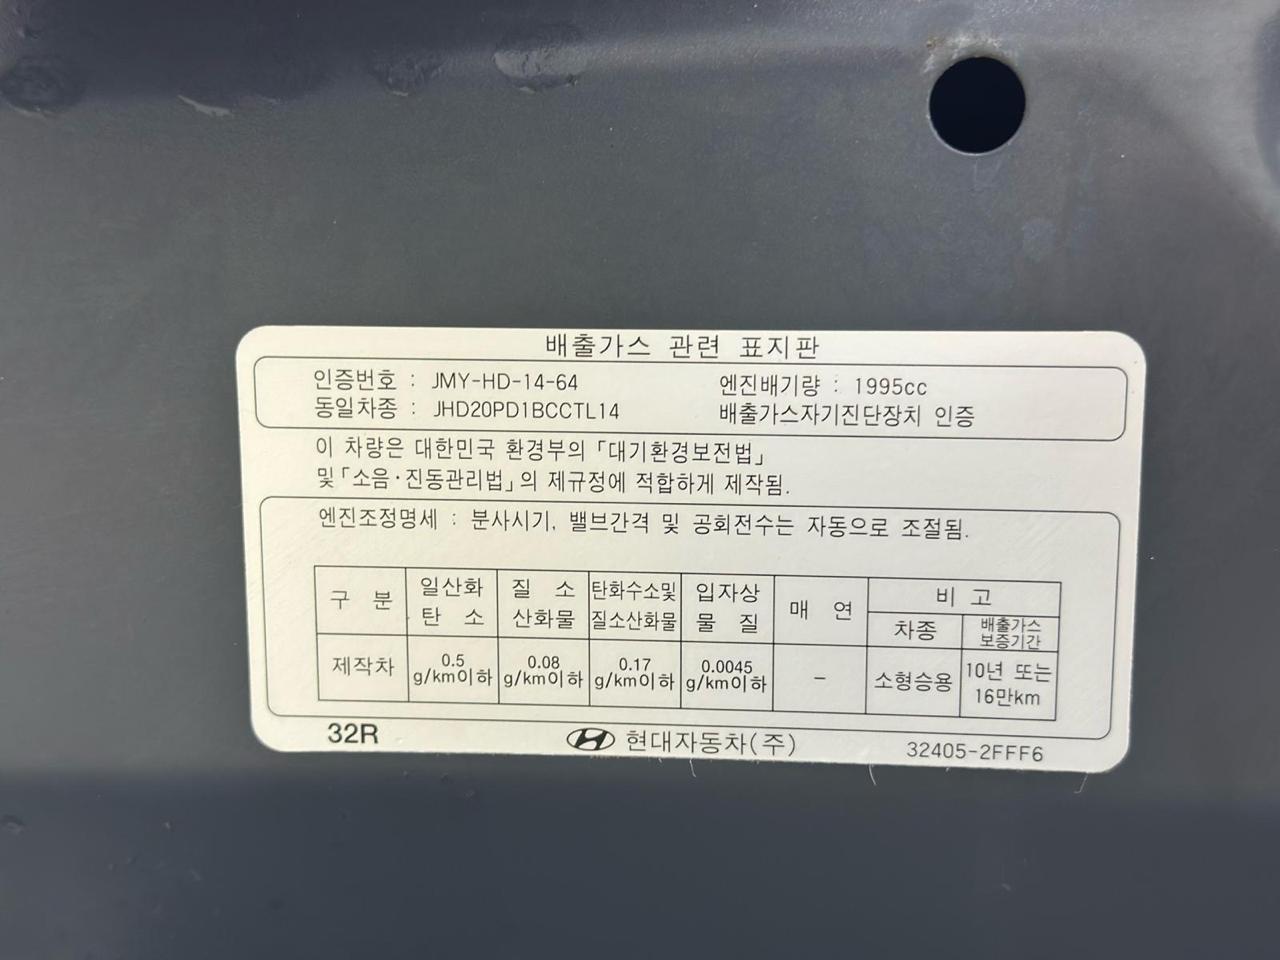 배출가스 관련 표지판
인증번호 : JMY-HD-14-64
엔진배기량 : 1995cc
동일차종 : JHD20PD1BCCTL14
배출가스자기진단장치 인증
이 차량은 대한민국 환경부의 「대기환경보전법」
및 「소음·진동관리법」의 제규정에 적합하게 제작됨.
엔진조정명세 : 분사시기, 밸브간격 및 공회전수는 자동으로 조절됨.
구 분
일산화
탄 소
질 소
산화물
탄화수소및
질소산화물
입자상
물 질
매 연
비 고
차종
배출가스
보증기간
제작차
0.5
g/km이하
0.08
g/km이하
0.17
g/km이하
0.0045
g/km이하
–
소형승용
10년 또는
16만km
32R
현대자동차(주)
32405-2FFF6